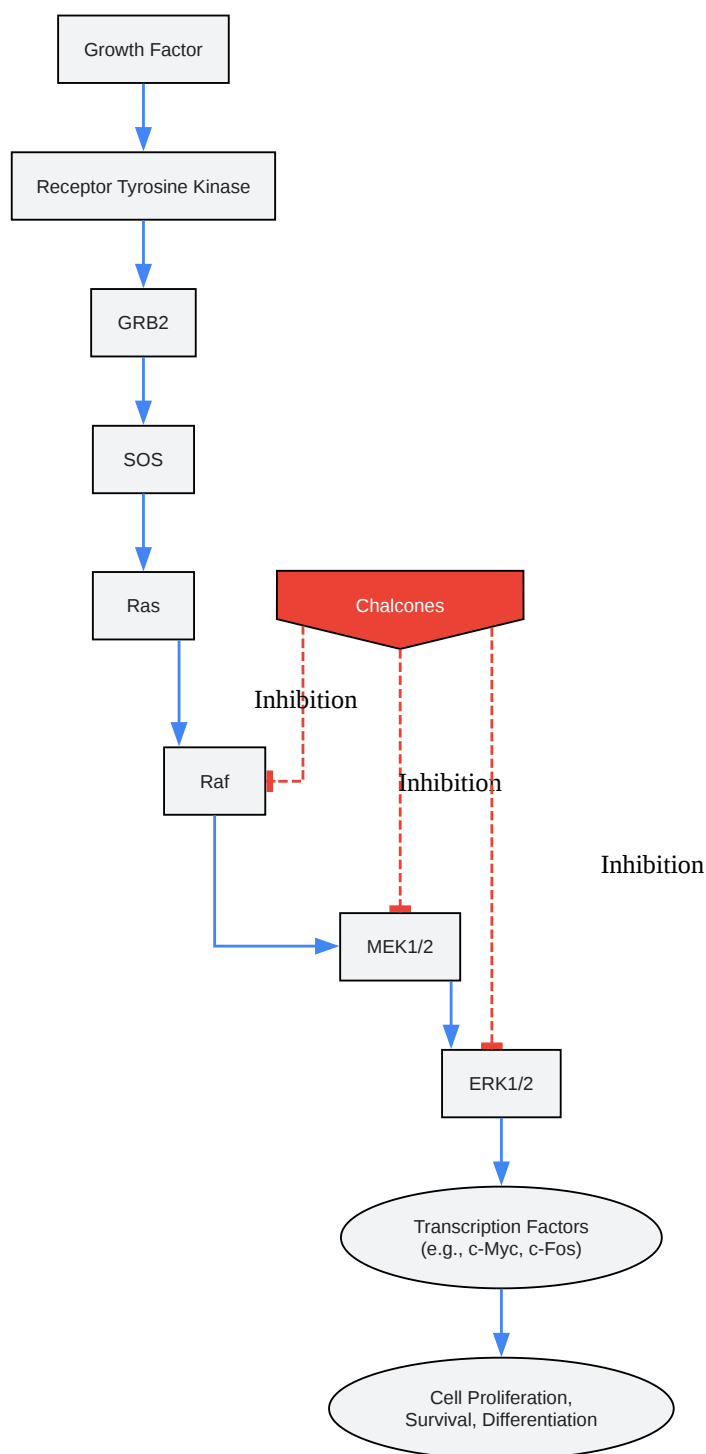 Growth Factor
Receptor Tyrosine Kinase
GRB2
SOS
Ras
Chalcones
Inhibition
Raf
Inhibition
Inhibition
MEK1/2
ERK1/2
Transcription Factors
(e.g., c-Myc, c-Fos)
Cell Proliferation,
Survival, Differentiation